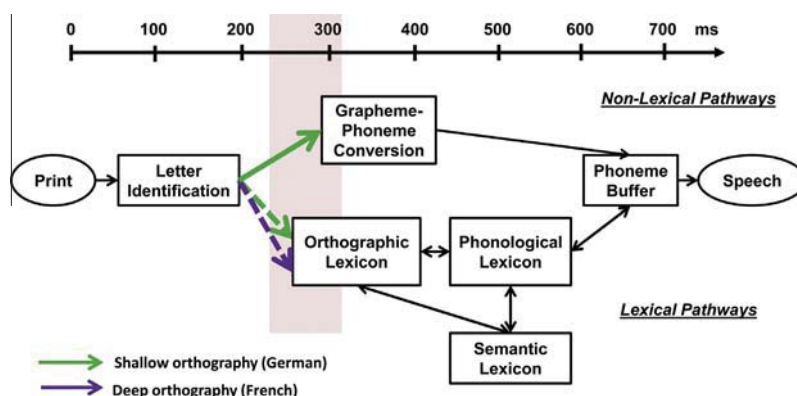 0 100 200 300 400 500 600 700 ms
Non-Lexical Pathways
Grapheme-
Phoneme
Conversion
Print
Letter
Identification
Phoneme
Buffer
Speech
Orthographic
Lexicon
Phonological
Lexicon
Lexical Pathways
Semantic
Lexicon
Shallow orthography (German)
Deep orthography (French)